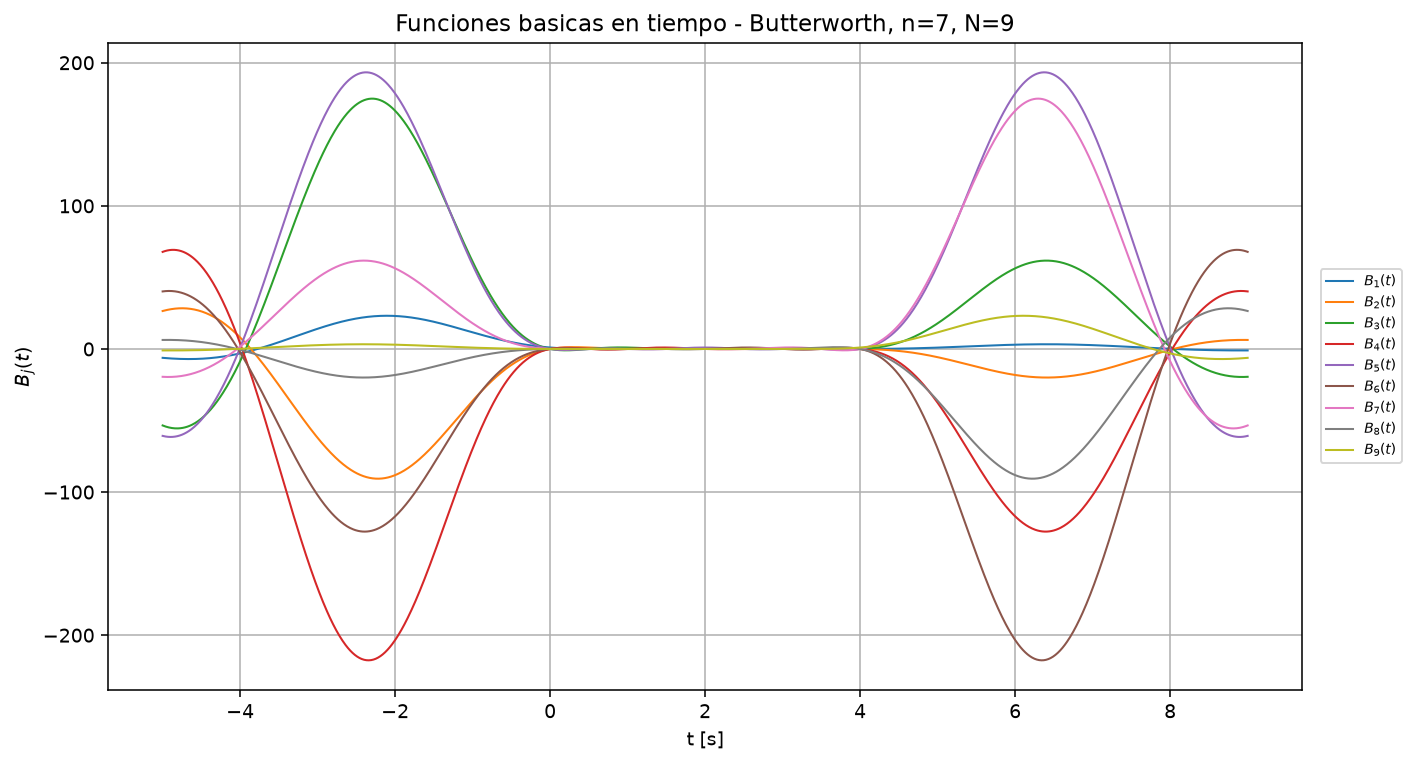 Funciones basicas en tiempo - Butterworth, n=7, N=9
200
100
0
−100
−200
B_j(t)
−4 −2 0 2 4 6 8
t [s]
B_1(t)
B_2(t)
B_3(t)
B_4(t)
B_5(t)
B_6(t)
B_7(t)
B_8(t)
B_9(t)